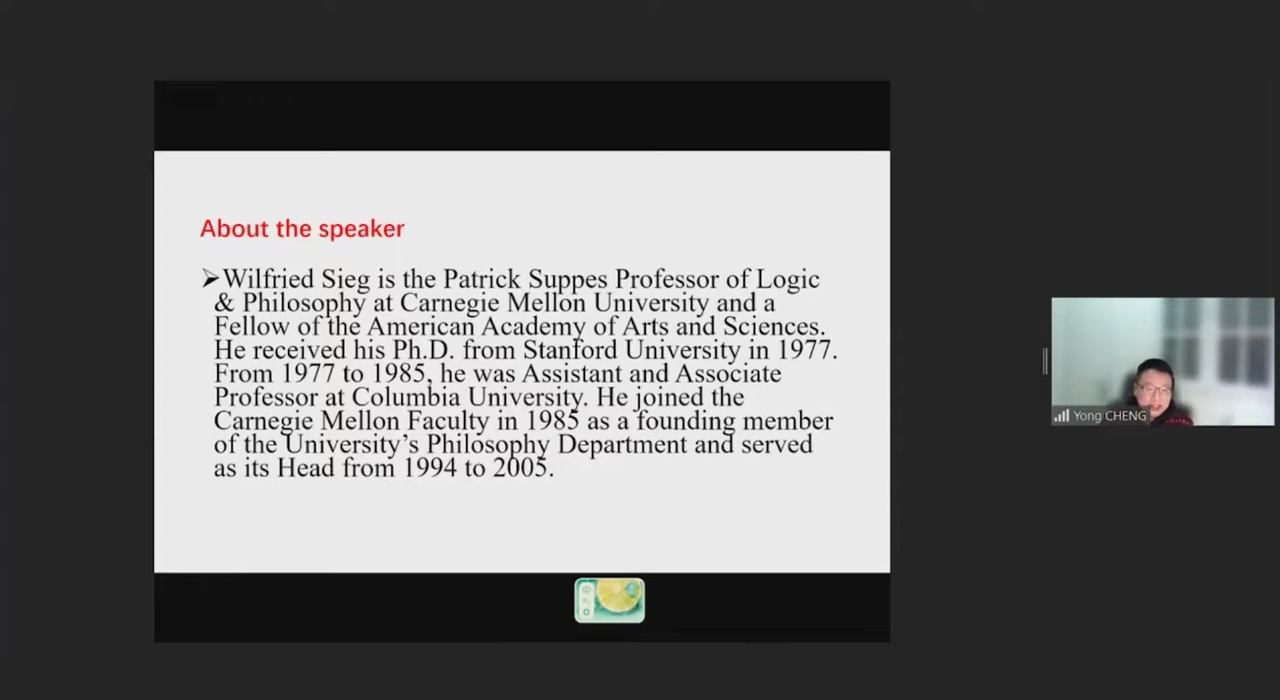 About the speaker
➢Wilfried Sieg is the Patrick Suppes Professor of Logic
& Philosophy at Carnegie Mellon University and a
Fellow of the American Academy of Arts and Sciences.
He received his Ph.D. from Stanford University in 1977.
From 1977 to 1985, he was Assistant and Associate
Professor at Columbia University. He joined the
Carnegie Mellon Faculty in 1985 as a founding member
of the University’s Philosophy Department and served
as its Head from 1994 to 2005.
Yong CHENG